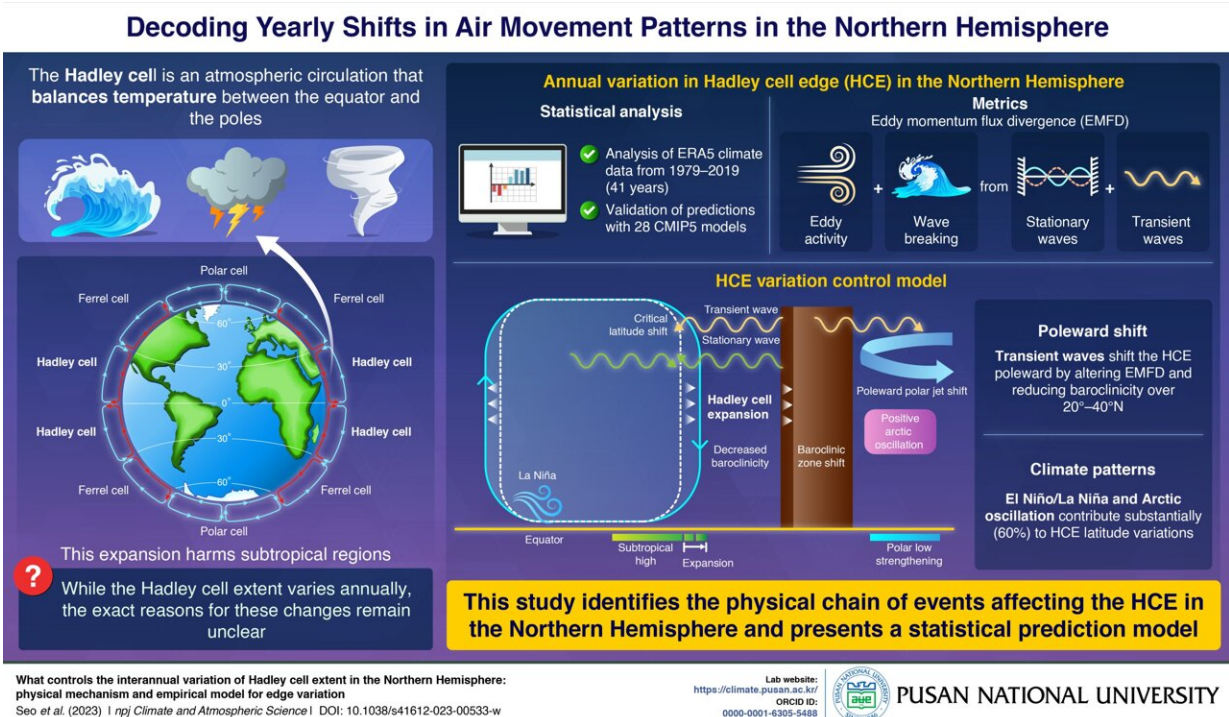 Decoding Yearly Shifts in Air Movement Patterns in the Northern Hemisphere
The Hadley cell is an atmospheric circulation that
balances temperature between the equator and
the poles
Polar cell
Ferrel cell
Ferrel cell
60°
Hadley cell
Hadley cell
30°
0°
Hadley cell
Hadley cell
30°
Ferrel cell
Ferrel cell
60°
Polar cell
This expansion harms subtropical regions
?
While the Hadley cell extent varies annually,
the exact reasons for these changes remain
unclear
Annual variation in Hadley cell edge (HCE) in the Northern Hemisphere
Statistical analysis
Analysis of ERA5 climate
data from 1979–2019
(41 years)
Validation of predictions
with 28 CMIP5 models
Metrics
Eddy momentum flux divergence (EMFD)
+
from
+
Eddy
activity
Wave
breaking
Stationary
waves
Transient
waves
HCE variation control model
Critical
latitude shift
Transient wave
Stationary wave
Hadley cell
expansion
Decreased
baroclinicity
Baroclinic
zone shift
Poleward polar jet shift
Positive
arctic
oscillation
La Niña
Equator
Subtropical
high
Expansion
Polar low
strengthening
Poleward shift
Transient waves shift the HCE
poleward by altering EMFD and
reducing baroclinicity over
20°–40°N
Climate patterns
El Niño/La Niña and Arctic
oscillation contribute substantially
(60%) to HCE latitude variations
This study identifies the physical chain of events affecting the HCE in
the Northern Hemisphere and presents a statistical prediction model
What controls the interannual variation of Hadley cell extent in the Northern Hemisphere:
physical mechanism and empirical model for edge variation
Seo et al. (2023) I npj Climate and Atmospheric Science I DOI: 10.1038/s41612-023-00533-w
Lab website:
https://climate.pusan.ac.kr/
ORCID ID:
0000-0001-6305-5488
PUSAN NATIONAL UNIVERSITY